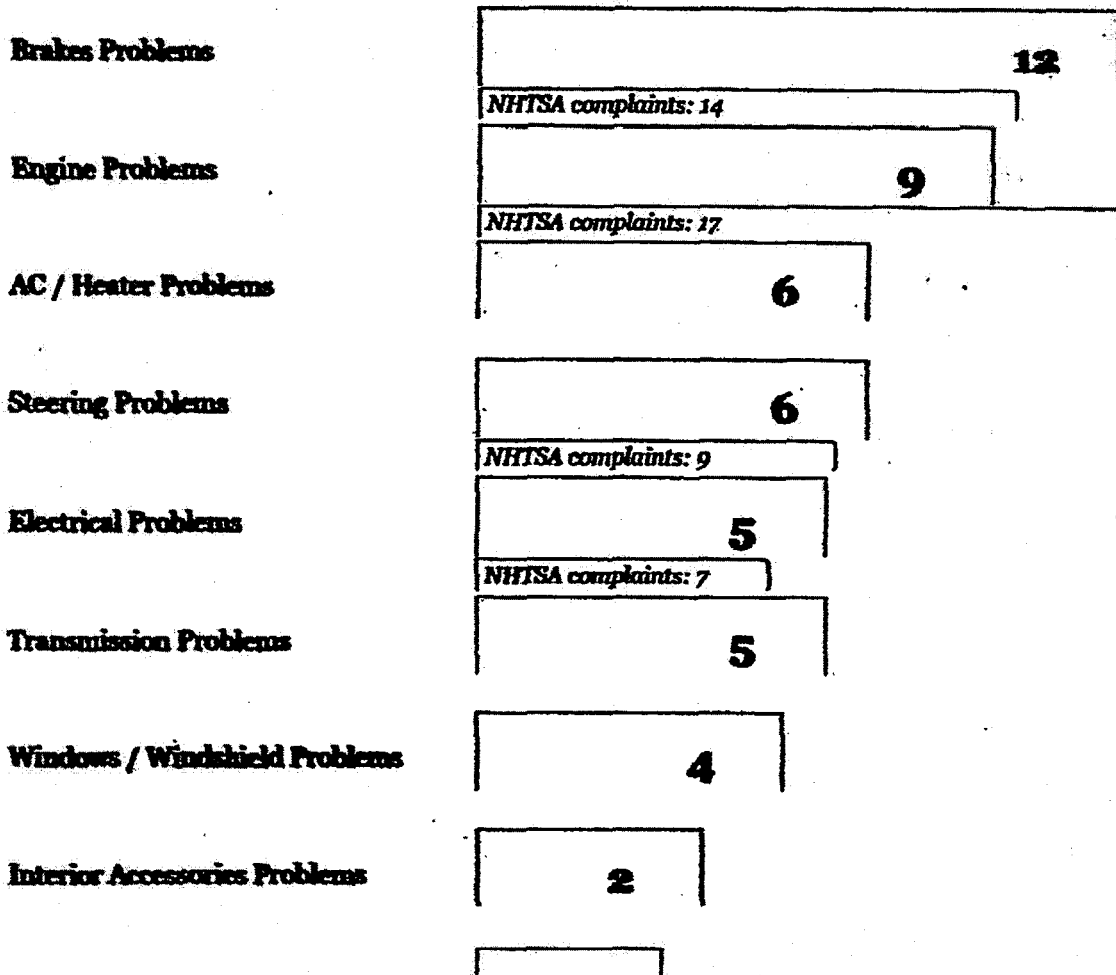 Brakes Problems
12
NHTSA complaints: 14
Engine Problems
9
NHTSA complaints: 17
AC / Heater Problems
6
Steering Problems
6
NHTSA complaints: 9
Electrical Problems
5
NHTSA complaints: 7
Transmission Problems
5
Windows / Windshield Problems
4
Interior Accessories Problems
2